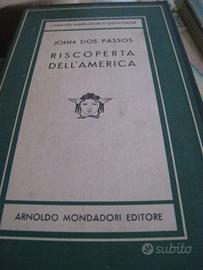 I GRANDI NARRATORI D'OGNI PAESE
JOHN DOS PASSOS
RISCOPERTA
DELL'AMERICA
ARNOLDO MONDADORI EDITORE
subito